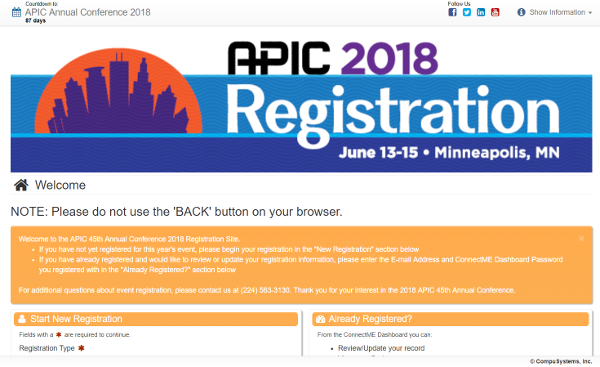 Countdown to:
APIC Annual Conference 2018
87 days
Follow Us
Show Information
APIC 2018
Registration
June 13-15 • Minneapolis, MN
Welcome
NOTE: Please do not use the 'BACK' button on your browser.
Welcome to the APIC 45th Annual Conference 2018 Registration Site.
• If you have not yet registered for this year's event, please begin your registration in the "New Registration" section below
• If you have already registered and would like to review or update your registration information, please enter the E-mail Address and ConnectME Dashboard Password
you registered with in the "Already Registered?" section below
For additional questions about event registration, please contact us at (224) 563-3130. Thank you for your interest in the 2018 APIC 45th Annual Conference.
Start New Registration
Fields with a * are required to continue.
Registration Type *
Already Registered?
From the ConnectME Dashboard you can:
• Review/Update your record
© CompuSystems, Inc.